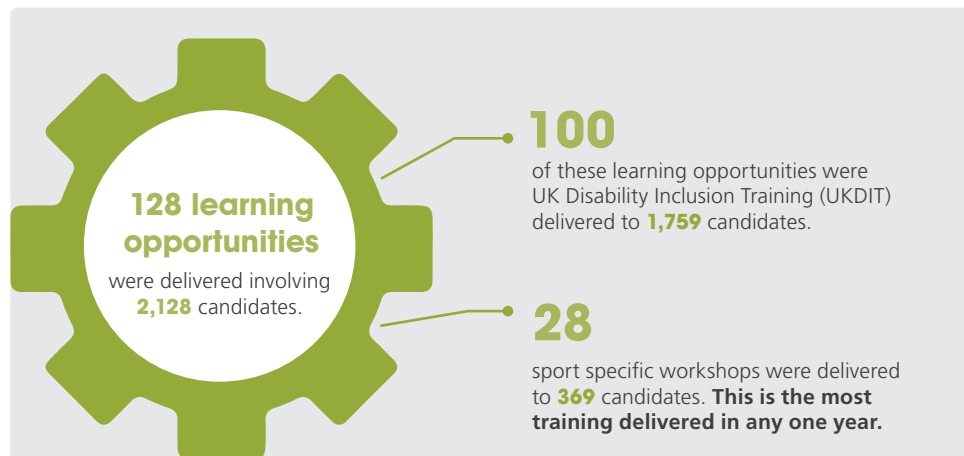 128 learning
opportunities
were delivered involving
2,128 candidates.
100
of these learning opportunities were
UK Disability Inclusion Training (UKDIT)
delivered to 1,759 candidates.
28
sport specific workshops were delivered
to 369 candidates. This is the most
training delivered in any one year.